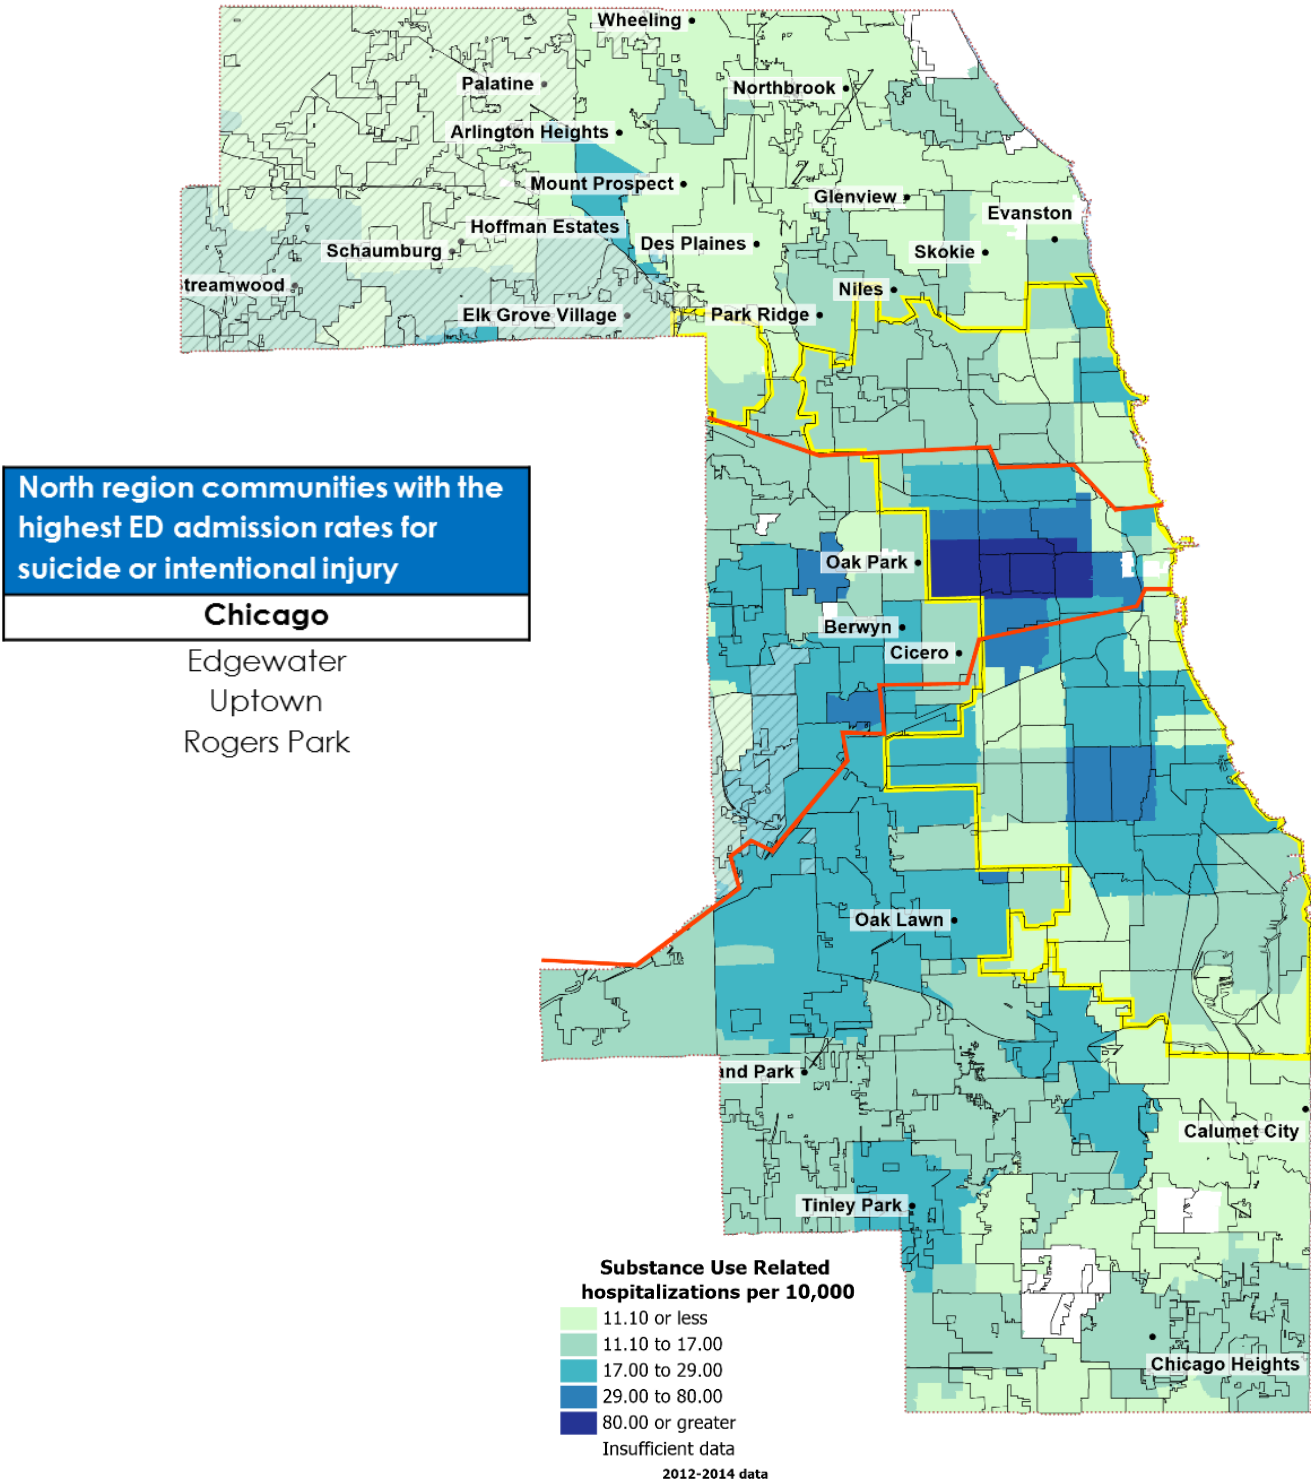 Wheeling
Palatine
Northbrook
Arlington Heights
Mount Prospect
Glenview
Evanston
Hoffman Estates
Schaumburg
Des Plaines
Skokie
treamwood
Niles
Elk Grove Village
Park Ridge
North region communities with the
highest ED admission rates for
suicide or intentional injury
Chicago
Edgewater
Uptown
Rogers Park
Oak Park
Berwyn
Cicero
Oak Lawn
and Park
Calumet City
Tinley Park
Chicago Heights
Substance Use Related
hospitalizations per 10,000
11.10 or less
11.10 to 17.00
17.00 to 29.00
29.00 to 80.00
80.00 or greater
Insufficient data
2012-2014 data